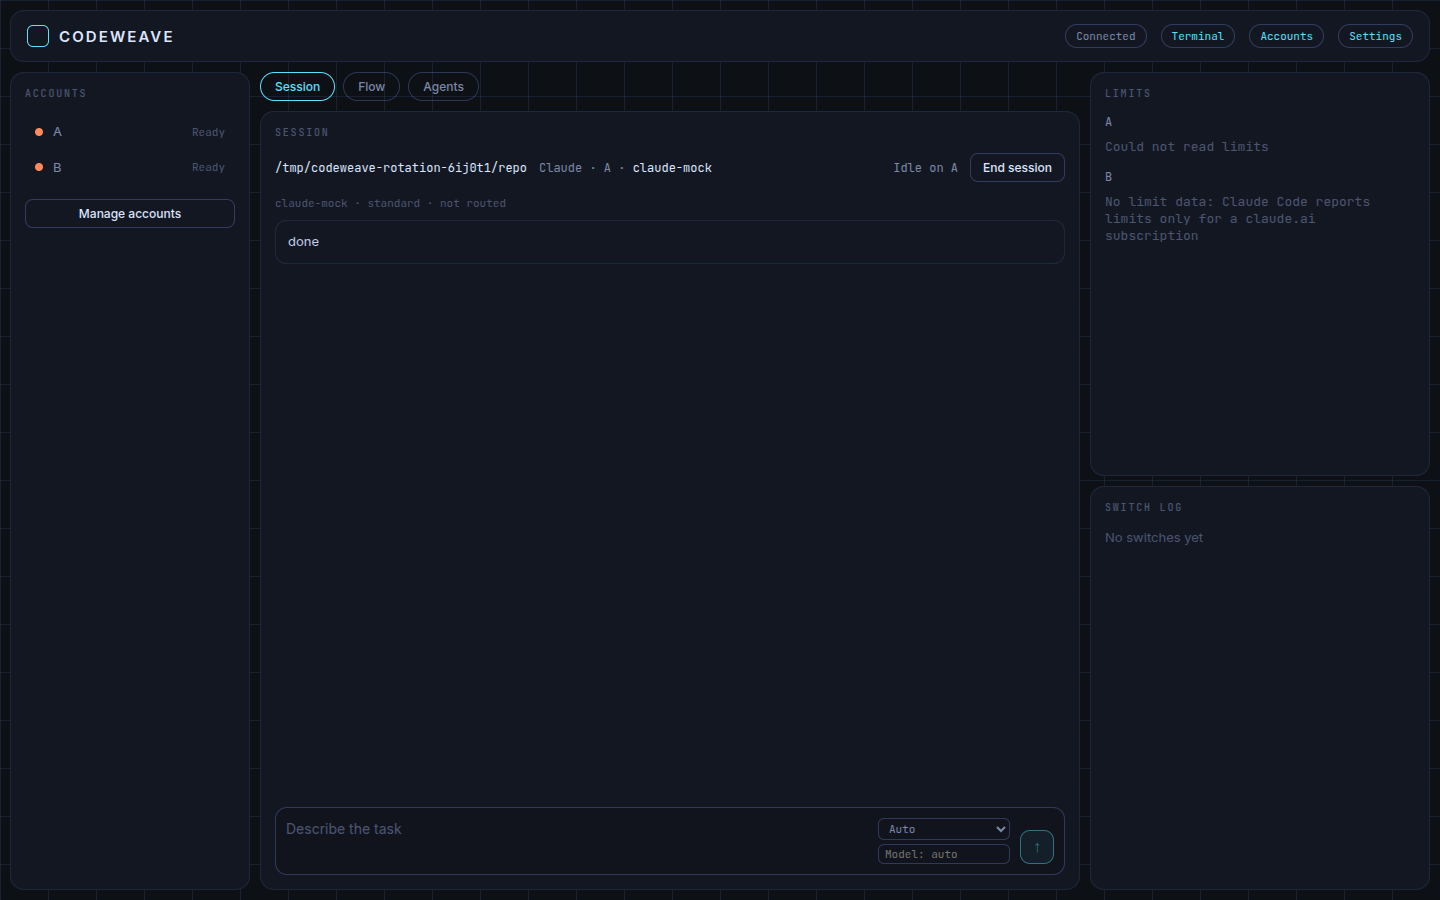 CODEWEAVE
Connected
Terminal
Accounts
Settings
ACCOUNTS
A Ready
B Ready
Manage accounts
Session
Flow
Agents
SESSION
/tmp/codeweave-rotation-6ij0t1/repo Claude · A · claude-mock
Idle on A
End session
claude-mock · standard · not routed
done
Describe the task
Auto
Model: auto
↑
LIMITS
A
Could not read limits
B
No limit data: Claude Code reports
limits only for a claude.ai
subscription
SWITCH LOG
No switches yet